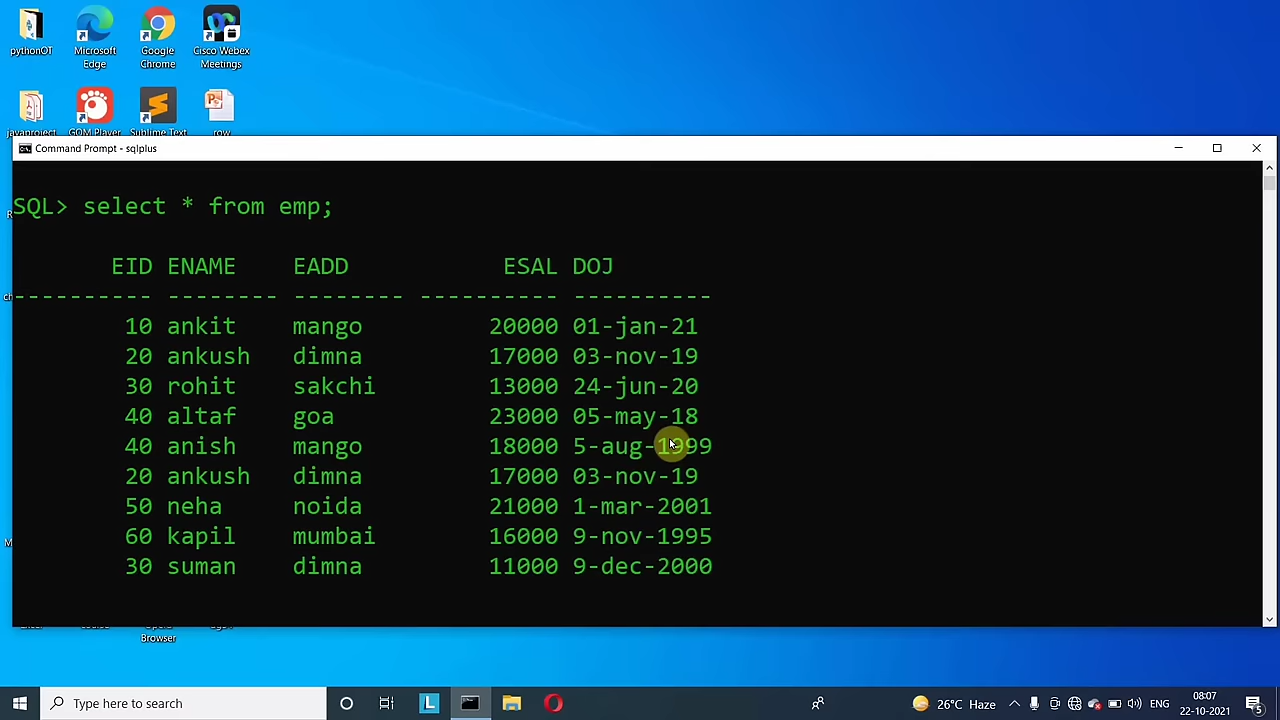 pythonOT
Microsoft Edge
Google Chrome
Cisco Webex Meetings
javaproject
GOM Player
Sublime Text
row
Command Prompt - sqlplus
SQL> select * from emp;
EID ENAME EADD ESAL DOJ
---------- -------- -------- ---------- ----------
10 ankit mango 20000 01-jan-21
20 ankush dimna 17000 03-nov-19
30 rohit sakchi 13000 24-jun-20
40 altaf goa 23000 05-may-18
40 anish mango 18000 5-aug-1999
20 ankush dimna 17000 03-nov-19
50 neha noida 21000 1-mar-2001
60 kapil mumbai 16000 9-nov-1995
30 suman dimna 11000 9-dec-2000
Browser
Type here to search
L
26°C Haze
ENG
08:07
22-10-2021
5